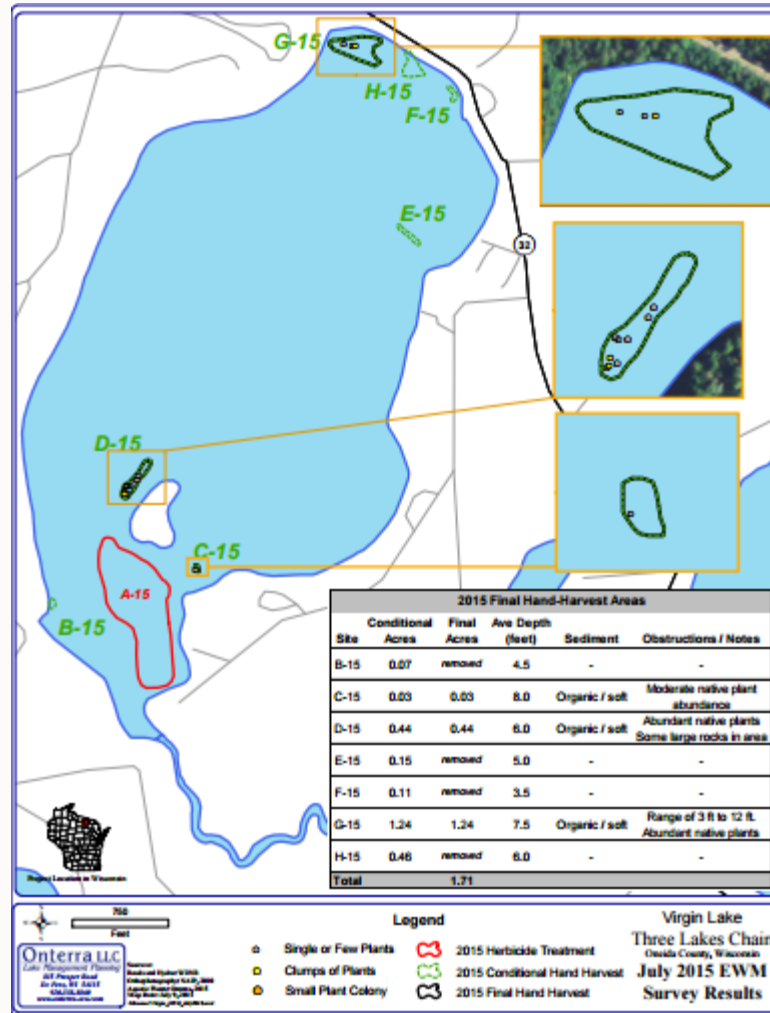 G-15
H-15
F-15
E-15
32
D-15
C-15
A-15
B-15
2015 Final Hand-Harvest Areas
Site Conditional Acres Final Acres Ave Depth (feet) Sediment Obstructions / Notes
B-15 0.07 removed 4.5 - -
C-15 0.03 0.03 8.0 Organic / soft Moderate native plant abundance
D-15 0.44 0.44 6.0 Organic / soft Abundant native plants Some large rocks in area
E-15 0.15 removed 5.0 - -
F-15 0.11 removed 3.5 - -
G-15 1.24 1.24 7.5 Organic / soft Range of 3 ft to 12 ft. Abundant native plants
H-15 0.46 removed 6.0 - -
Total 1.71
Project Location in Wisconsin
750
Feet
Onterra LLC
Lake Management Planning
Legend
Single or Few Plants
Clumps of Plants
Small Plant Colony
2015 Herbicide Treatment
2015 Conditional Hand Harvest
2015 Final Hand Harvest
Virgin Lake
Three Lakes Chain
Oneida County, Wisconsin
July 2015 EWM
Survey Results